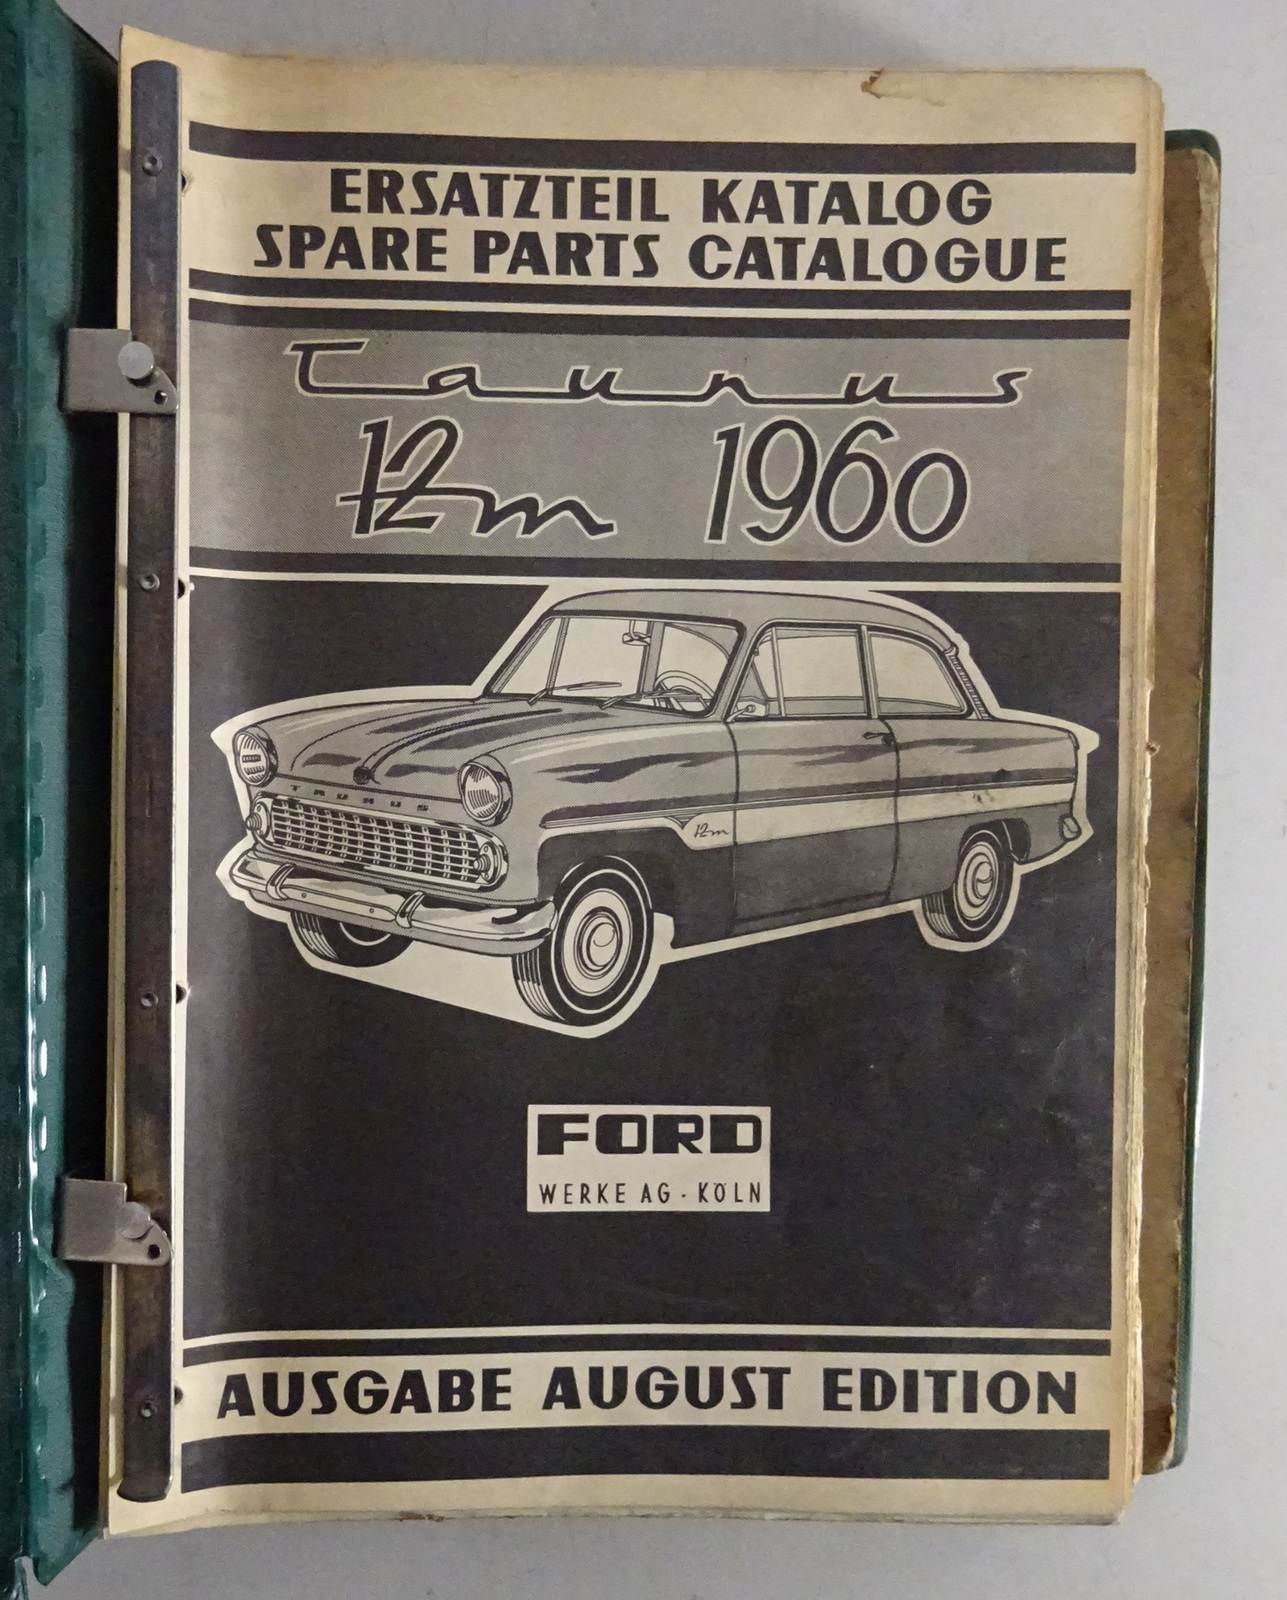 ERSATZTEIL KATALOG
SPARE PARTS CATALOGUE
Taunus
12m 1960
TAUNUS
12m
FORD
WERKE AG · KÖLN
AUSGABE AUGUST EDITION